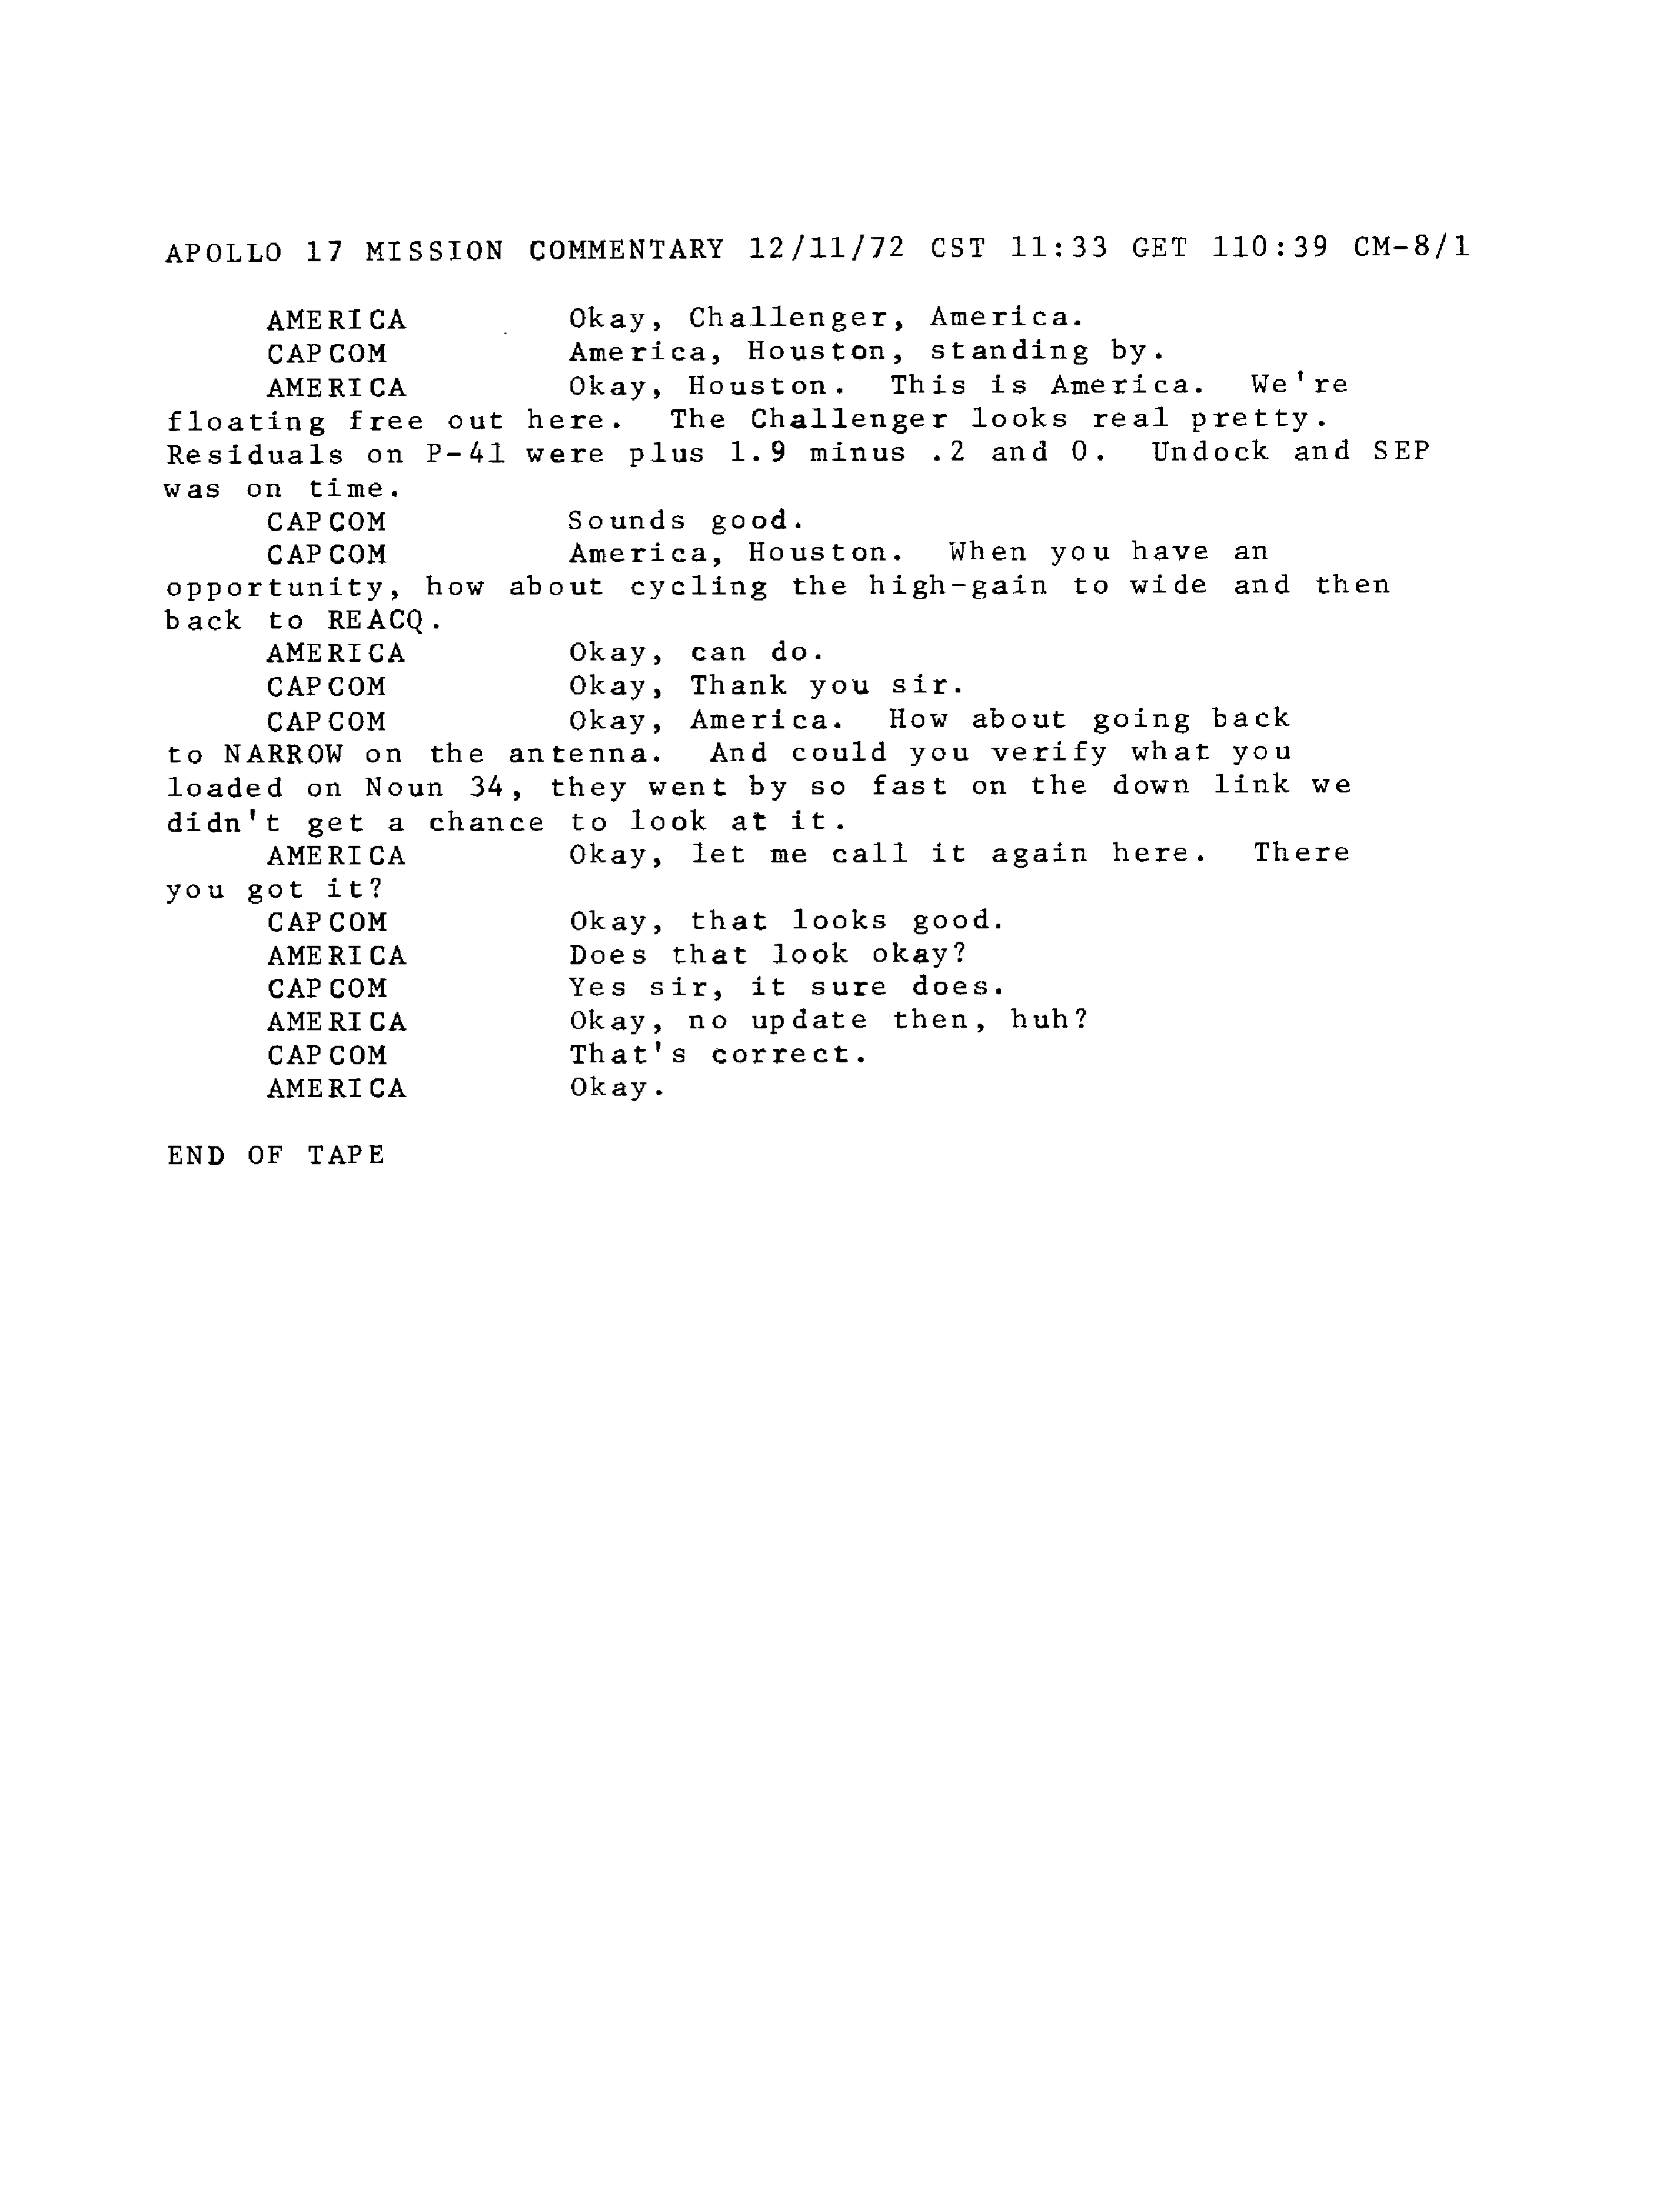 APOLLO 17 MISSION COMMENTARY 12/11/72 CST 11:33 GET 110:39 CM-8/1
AMERICA Okay, Challenger, America.
CAPCOM America, Houston, standing by.
AMERICA Okay, Houston. This is America. We're
floating free out here. The Challenger looks real pretty.
Residuals on P-41 were plus 1.9 minus .2 and 0. Undock and SEP
was on time.
CAPCOM Sounds good.
CAPCOM America, Houston. When you have an
opportunity, how about cycling the high-gain to wide and then
back to REACQ.
AMERICA Okay, can do.
CAPCOM Okay, Thank you sir.
CAPCOM Okay, America. How about going back
to NARROW on the antenna. And could you verify what you
loaded on Noun 34, they went by so fast on the down link we
didn't get a chance to look at it.
AMERICA Okay, let me call it again here. There
you got it?
CAPCOM Okay, that looks good.
AMERICA Does that look okay?
CAPCOM Yes sir, it sure does.
AMERICA Okay, no update then, huh?
CAPCOM That's correct.
AMERICA Okay.
END OF TAPE